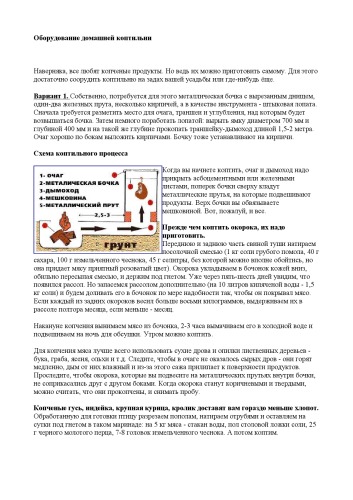 Оборудование домашней коптильни
Наверняка, все любят копченые продукты. Но ведь их можно приготовить самому. Для этого
достаточно соорудить коптильню на задах вашей усадьбы или где-нибудь ёще.
Вариант 1. Собственно, потребуется для этого металлическая бочка с вырезанным днищем,
один-два железных прута, несколько кирпичей, а в качестве инструмента - штыковая лопата.
Сначала требуется разметить место для очага, траншеи и углубления, над которым будет
возвышаться бочка. Затем немного поработать лопатой: вырыть ямку диаметром 700 мм и
глубиной 400 мм и на такой же глубине прокопать траншейку-дымоход длиной 1,5-2 метра.
Очаг хорошо по бокам выложить кирпичами. Бочку тоже устанавливают на кирпичи.
Схема коптильного процесса
1- ОЧАГ
2-МЕТАЛЛИЧЕСКАЯ БОЧКА
3-ДЫМОХОД
4-МЕШКОВИНА
5-МЕТАЛЛИЧЕСКИЙ ПРУТ
2,5-3
грунт
Когда вы начнете коптить, очаг и дымоход надо
прикрыть асбоцементными или железными
листами, поверх бочки сверху кладут
металлические прутья, на которые подвешивают
продукты. Верх бочки вы обвязываете
мешковиной. Вот, пожалуй, и все.
Прежде чем коптить окорока, их надо
приготовить.
Переднюю и заднюю часть свиной туши натираем
посолочной смесью (1 кг соли грубого помола, 40 г
сахара, 100 г измельченного чеснока, 45 г селитры, без которой можно вполне обойтись, но
она придает мясу приятный розоватый цвет). Окорока укладываем в бочонок кожей вниз,
обильно пересыпая смесью, и держим под гнетом. Уже через пять-шесть дней увидим, что
появился рассол. Но запасемся рассолом дополнительно (на 10 литров кипяченой воды - 1,5
кг соли) и будем доливать его в бочонок по мере надобности так, чтобы он покрывал мясо.
Если каждый из задних окороков весил больше восьми килограммов, выдерживаем их в
рассоле полтора месяца, если меньше - месяц.
Накануне копчения вынимаем мясо из бочонка, 2-3 часа вымачиваем его в холодной воде и
подвешиваем на ночь для обсушки. Утром можно коптить.
Для копчения мяса лучше всего использовать сухие дрова и опилки лиственных деревьев -
бука, граба, ясеня, ольхи и т.д. Следите, чтобы в очаге не оказалось сырых дров - они горят
медленно, дым от них влажный и из-за этого сажа прилипает к поверхности продуктов.
Проследите, чтобы окорока, которые вы подвесите на металлических прутьях внутри бочки,
не соприкасались друг с другом боками. Когда окорока станут коричневыми и твердыми,
можно считать, что они прокопчены, и снимать пробу.
Копченые гусь, индейка, крупная курица, кролик доставят вам гораздо меньше хлопот.
Обработанную для копчения птицу разрезаем пополам, натираем отрубями и оставляем на
сутки под гнетом в таком маринаде: на 5 кг мяса - стакан воды, пол столовой ложки соли, 25
г черного молотого перца, 7-8 головок измельченного чеснока. А потом коптим.